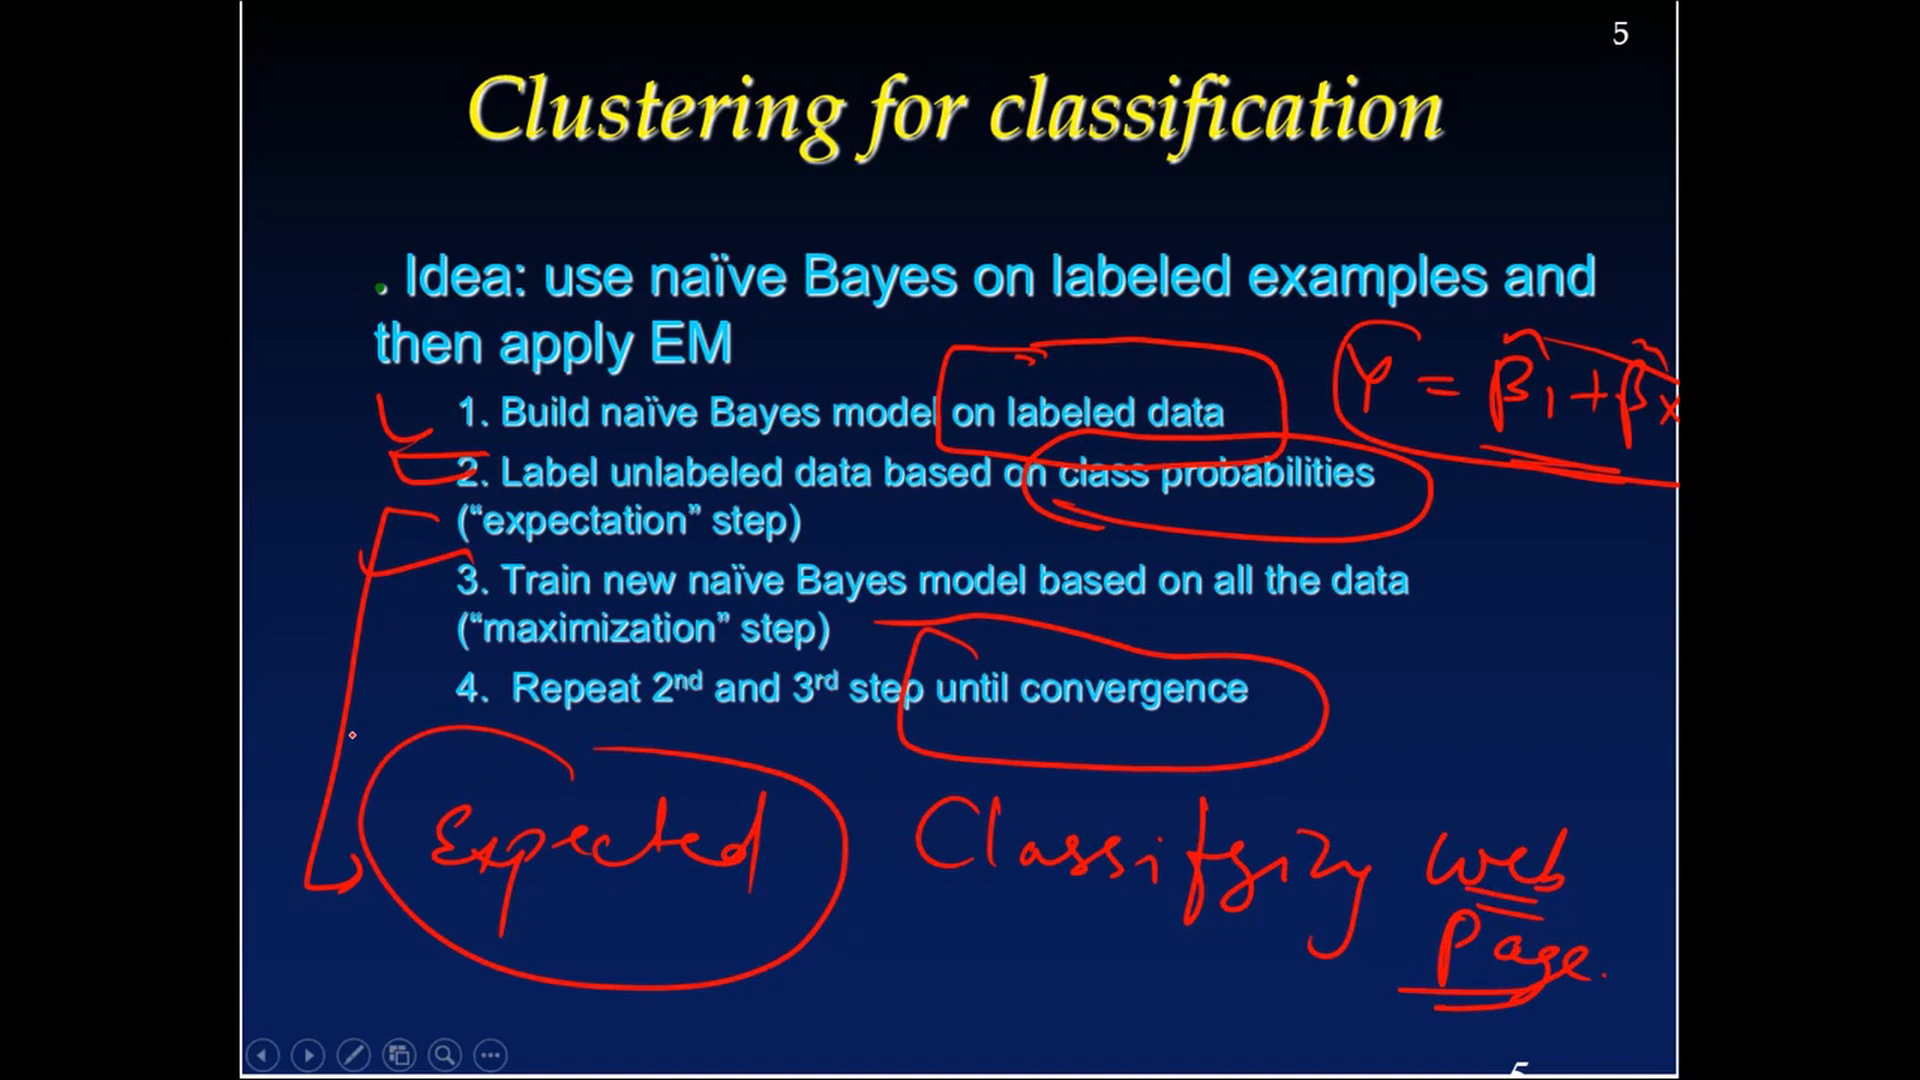 5
Clustering for classification
. Idea: use naïve Bayes on labeled examples and
then apply EM
Y = β1 + βx
1. Build naïve Bayes model on labeled data
2. Label unlabeled data based on class probabilities
(“expectation” step)
3. Train new naïve Bayes model based on all the data
(“maximization” step)
4. Repeat 2nd and 3rd step until convergence
Expected
Classifying web
Page.
5